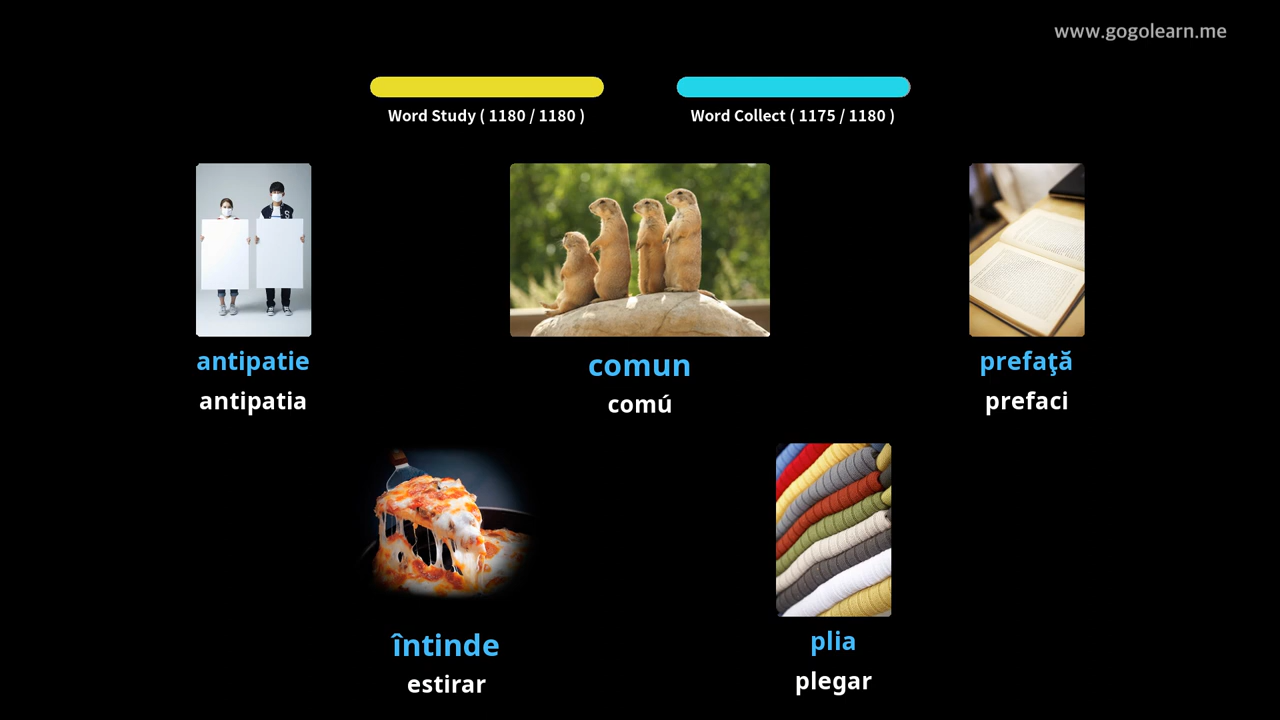 www.gogolearn.me
Word Study ( 1180 / 1180 )
Word Collect ( 1175 / 1180 )
antipatie
antipatia
comun
comú
prefaţă
prefaci
întinde
estirar
plia
plegar